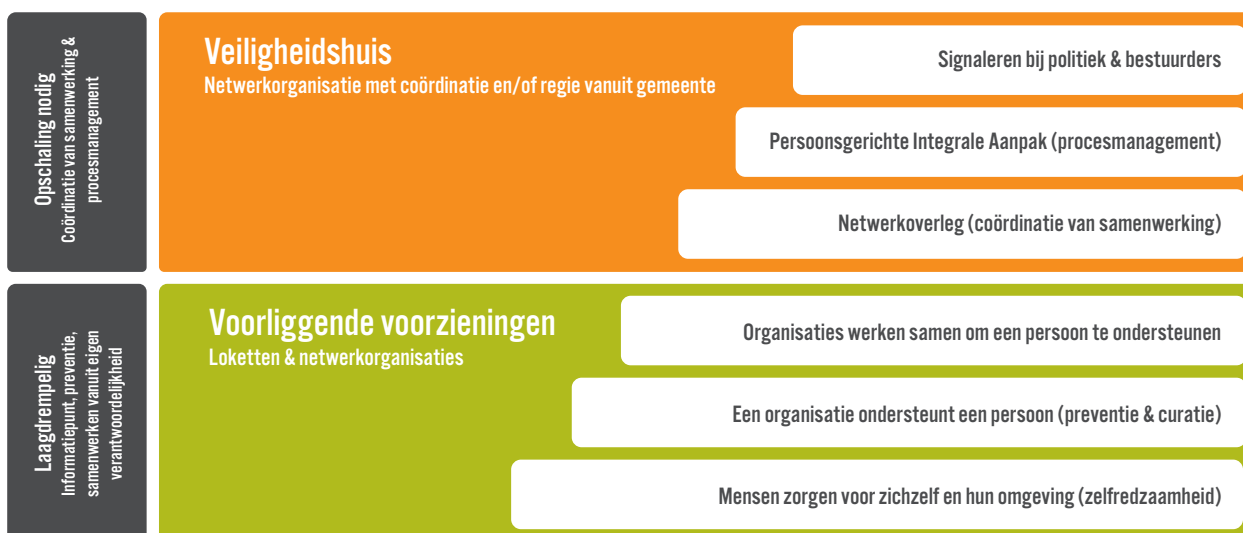 Opschaling nodig
Coördinatie van samenwerking &
procesmanagement
Veiligheidshuis
Netwerkorganisatie met coördinatie en/of regie vanuit gemeente
Signaleren bij politiek & bestuurders
Persoonsgerichte Integrale Aanpak (procesmanagement)
Netwerkoverleg (coördinatie van samenwerking)
Laagdrempelig
Informatiepunt, preventie,
samenwerken vanuit eigen
verantwoordelijkheid
Voorliggende voorzieningen
Loketten & netwerkorganisaties
Organisaties werken samen om een persoon te ondersteunen
Een organisatie ondersteunt een persoon (preventie & curatie)
Mensen zorgen voor zichzelf en hun omgeving (zelfredzaamheid)